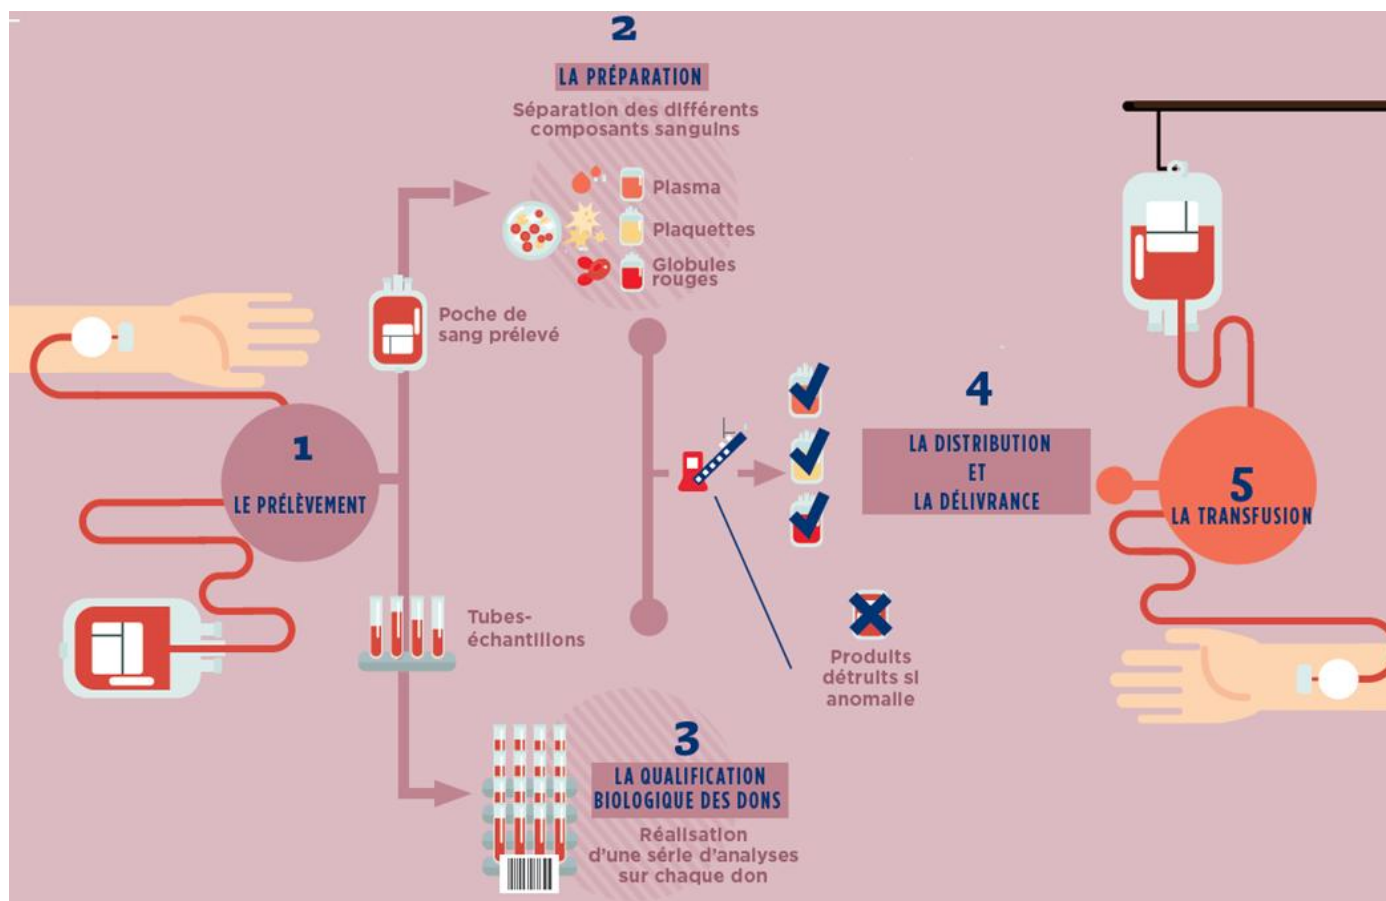 2
LA PRÉPARATION
Séparation des différents
composants sanguins
Plasma
Plaquettes
Globules
rouges
Poche de
sang prélevé
1
LE PRÉLÈVEMENT
Tubes-
échantillons
3
LA QUALIFICATION
BIOLOGIQUE DES DONS
Réalisation
d'une série d'analyses
sur chaque don
4
LA DISTRIBUTION
ET
LA DÉLIVRANCE
Produits
détruits si
anomalie
5
LA TRANSFUSION